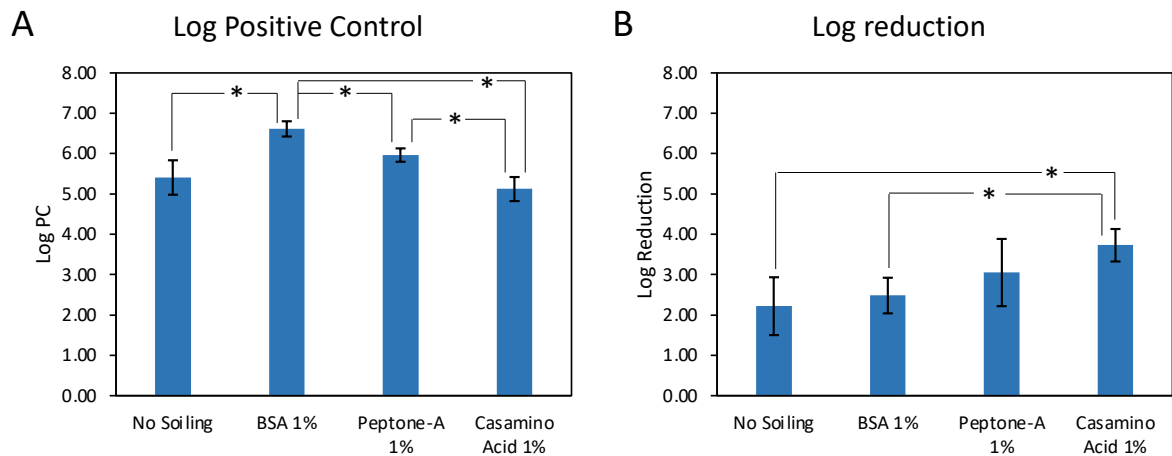 A
Log Positive Control
Log PC
8.00
7.00
6.00
5.00
4.00
3.00
2.00
1.00
0.00
*
*
*
*
No Soiling
BSA 1%
Peptone-A
1%
Casamino
Acid 1%
B
Log reduction
Log Reduction
8.00
7.00
6.00
5.00
4.00
3.00
2.00
1.00
0.00
*
*
No Soiling
BSA 1%
Peptone-A
1%
Casamino
Acid 1%